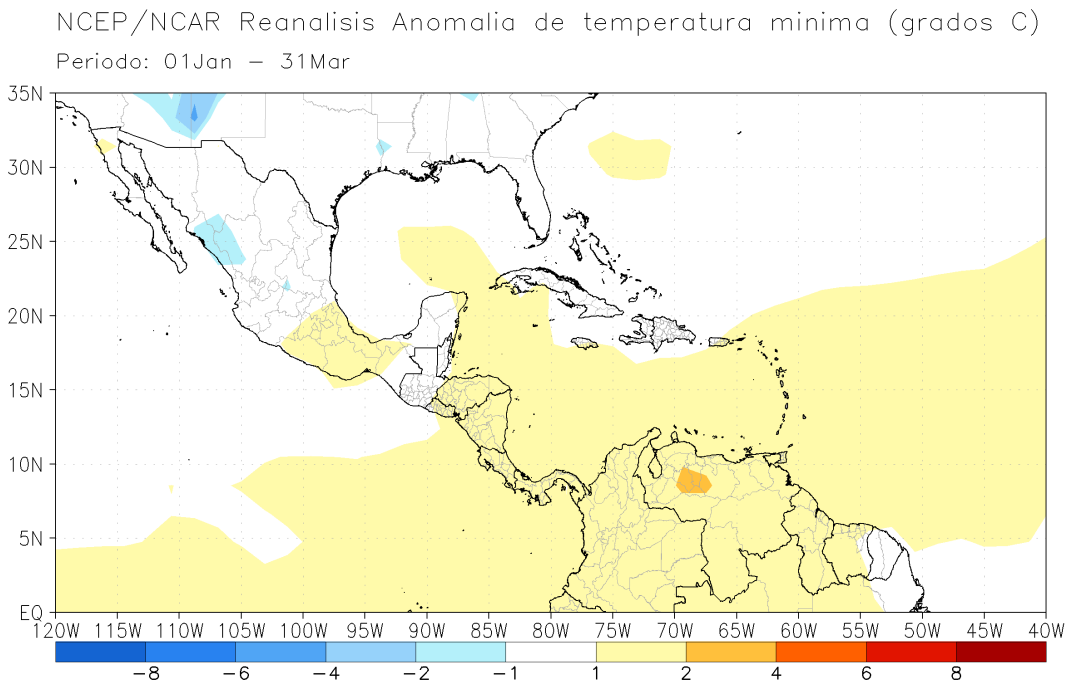 NCEP/NCAR Reanalisis Anomalia de temperatura minima (grados C)
Periodo: 01Jan – 31Mar
35N
30N
25N
20N
15N
10N
5N
EQ
120W 115W 110W 105W 100W 95W 90W 85W 80W 75W 70W 65W 60W 55W 50W 45W 40W
−8 −6 −4 −2 −1 1 2 4 6 8